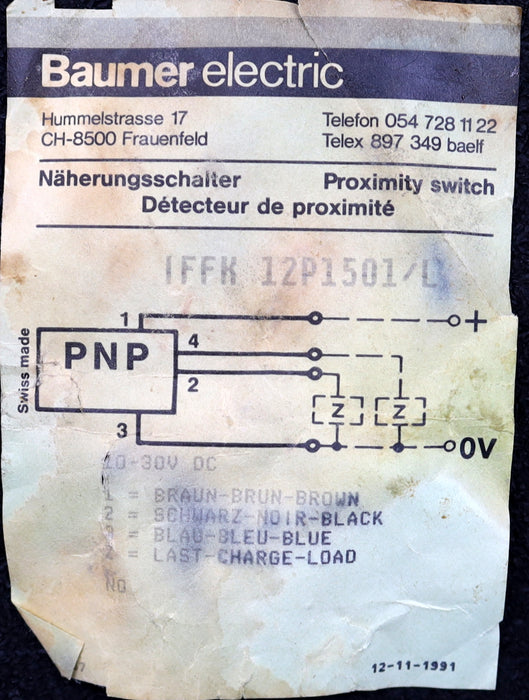 Baumer electric
Hummelstrasse 17 Telefon 054 728 11 22
CH-8500 Frauenfeld Telex 897 349 baelf
Näherungsschalter Proximity switch
Détecteur de proximité
IFFK 12P1501/L
Swiss made
1 +
PNP 4
2
Z Z
3 0V
10-30V DC
1 = BRAUN-BRUN-BROWN
2 = SCHWARZ-NOIR-BLACK
= BLAU-BLEU-BLUE
Z = LAST-CHARGE-LOAD
NO
12-11-1991